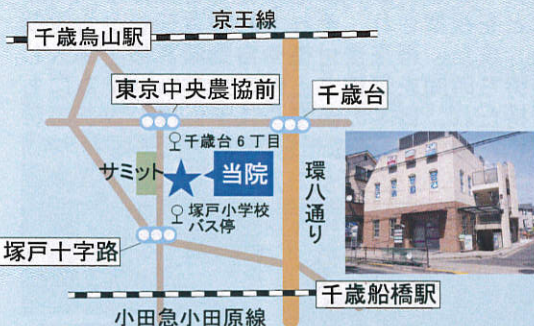 京王線
千歳烏山駅
東京中央農協前
千歳台
千歳台6丁目
サミット
当院
環八通り
塚戸小学校
バス停
塚戸十字路
千歳船橋駅
小田急小田原線